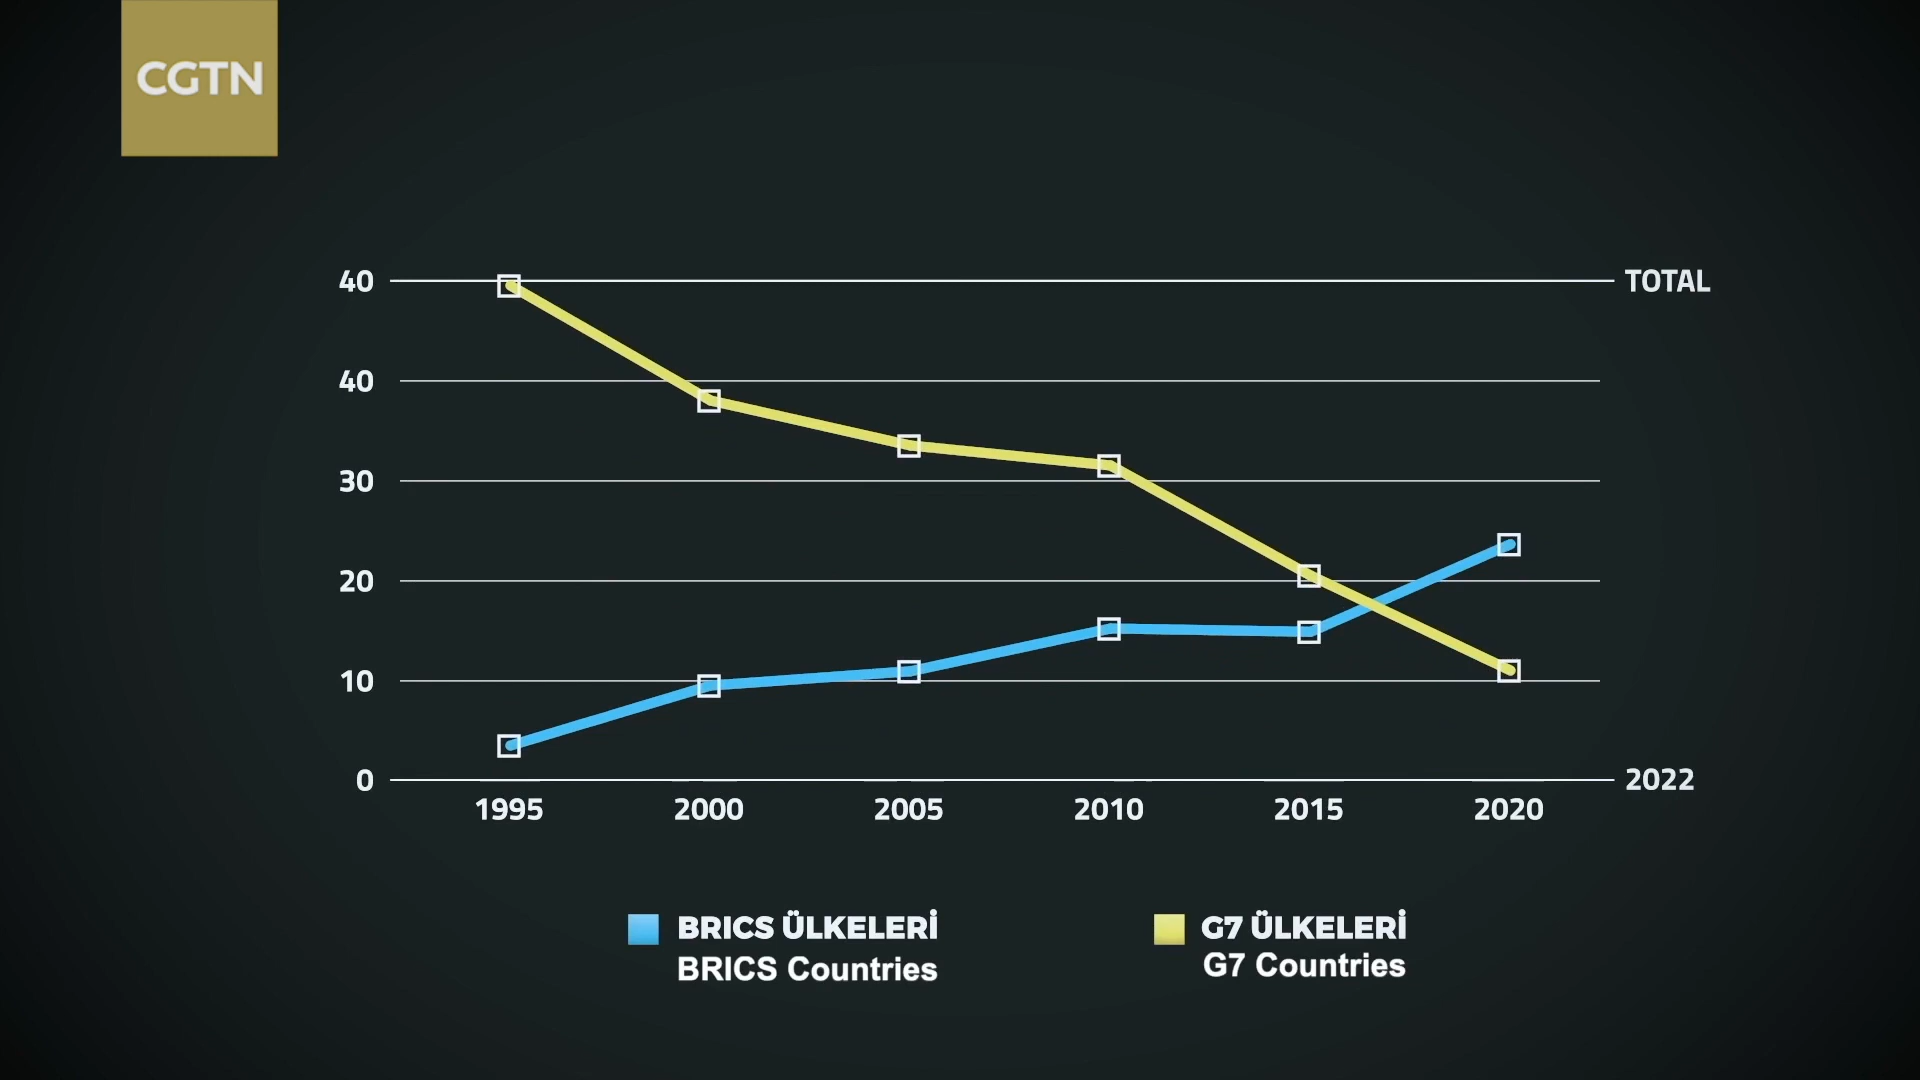 CGTN
40 TOTAL
40
30
20
10
0 2022
1995 2000 2005 2010 2015 2020
BRICS ÜLKELERİ G7 ÜLKELERİ
BRICS Countries G7 Countries